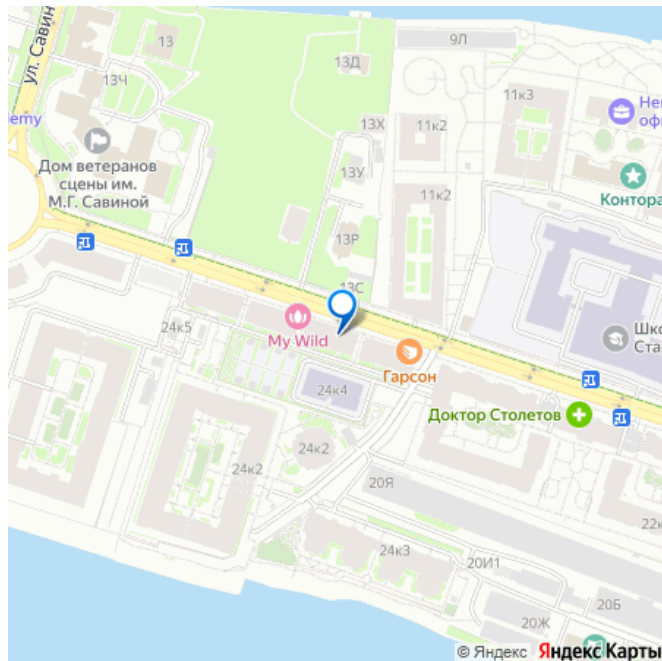 ул. Савин
13
13Ч
emy
Дом ветеранов
сцены им.
М.Г. Савиной
9Л
13Д
13Х
11к2
11к3
Не
оф
13У
11к2
Контора
13Р
13С
24к5
My Wild
Гарсон
Шко
Ста
24к4
Доктор Столетов
24к2
24к2
20Я
22к
24к3
20И1
20Б
20Ж
© Яндекс Яндекс Карты